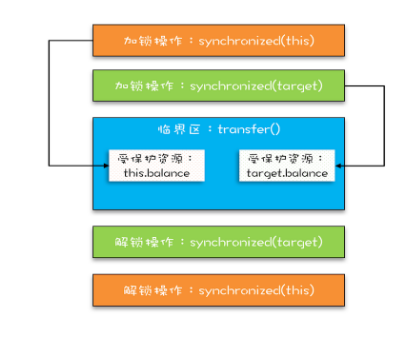 加锁操作：synchronized(this)
加锁操作：synchronized(target)
临界区：transfer()
受保护资源：
this.balance
受保护资源：
target.balance
解锁操作：synchronized(target)
解锁操作：synchronized(this)